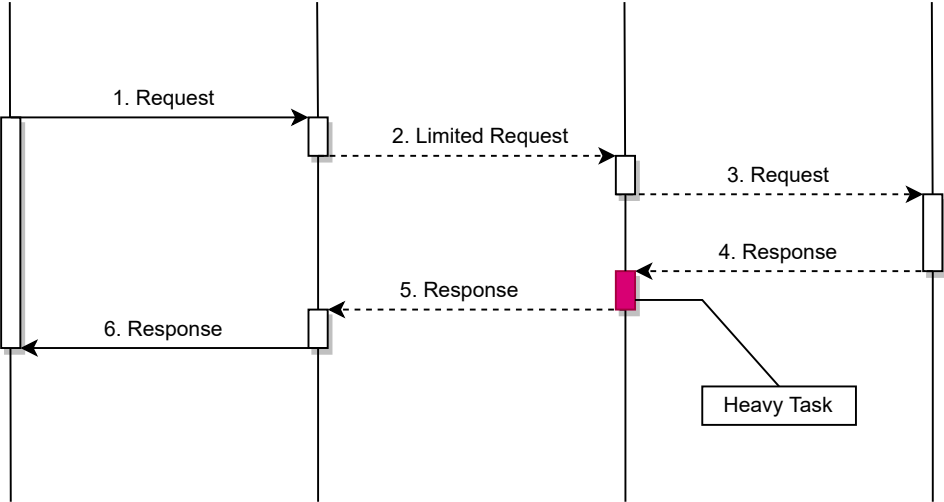 1. Request
2. Limited Request
3. Request
4. Response
5. Response
6. Response
Heavy Task